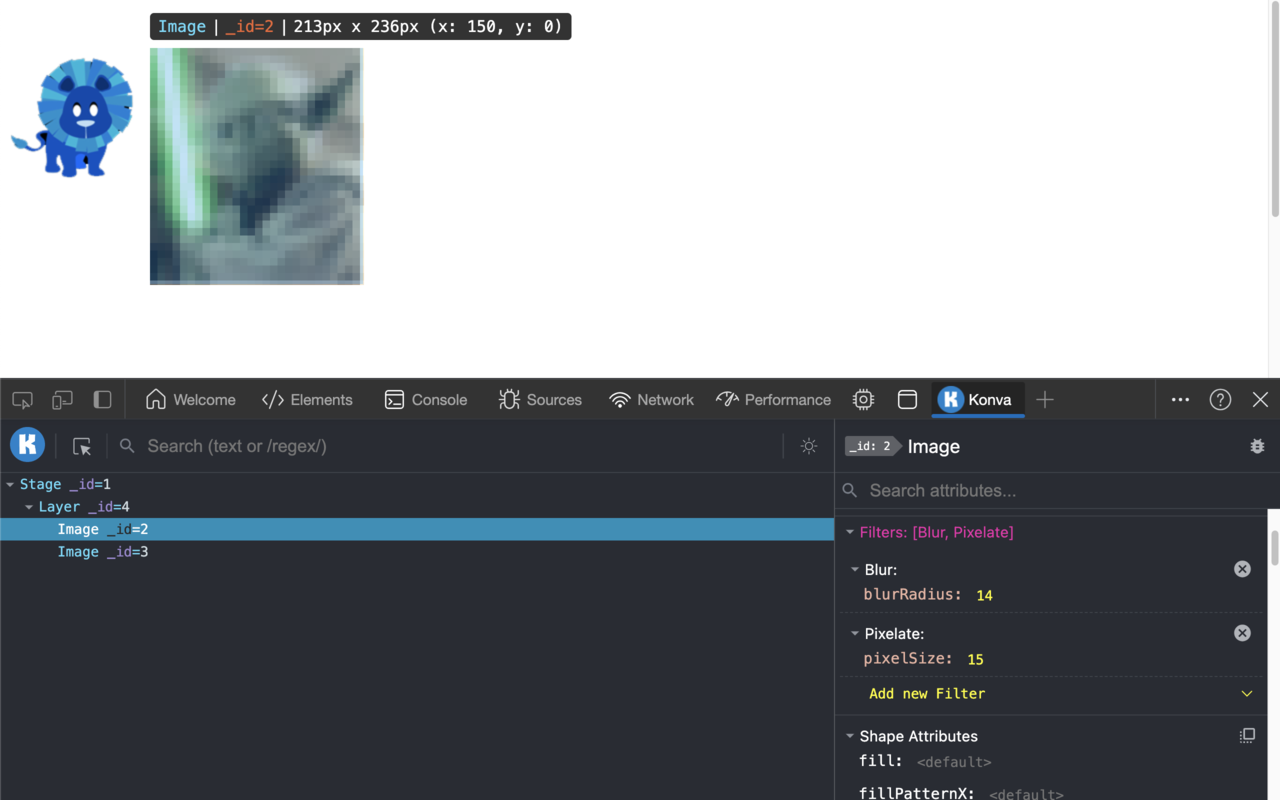 Image | _id=2 | 213px x 236px (x: 150, y: 0)
Welcome Elements Console Sources Network Performance K Konva
K Search (text or /regex/)
_id: 2 Image
Search attributes...
Stage _id=1
Layer _id=4
Image _id=2
Image _id=3
Filters: [Blur, Pixelate]
Blur:
blurRadius: 14
Pixelate:
pixelSize: 15
Add new Filter
Shape Attributes
fill: <default>
fillPatternX: <default>